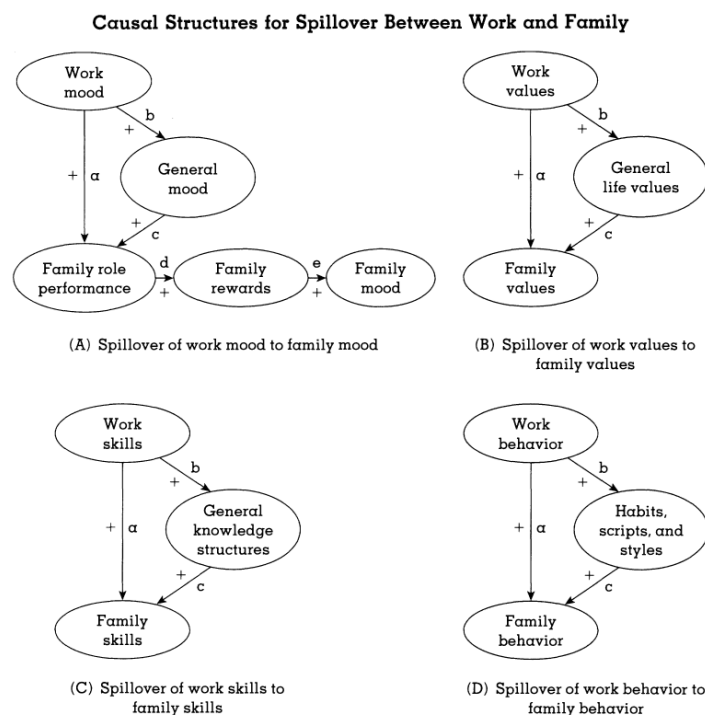 Causal Structures for Spillover Between Work and Family
Work
mood
b
+
+
a
General
mood
+
c
Family role
performance
d
+
Family
rewards
e
+
Family
mood
(A) Spillover of work mood to family mood
Work
values
b
+
+
a
General
life values
+
c
Family
values
(B) Spillover of work values to
family values
Work
skills
b
+
+
a
General
knowledge
structures
+
c
Family
skills
(C) Spillover of work skills to
family skills
Work
behavior
b
+
+
a
Habits,
scripts, and
styles
+
c
Family
behavior
(D) Spillover of work behavior to
family behavior